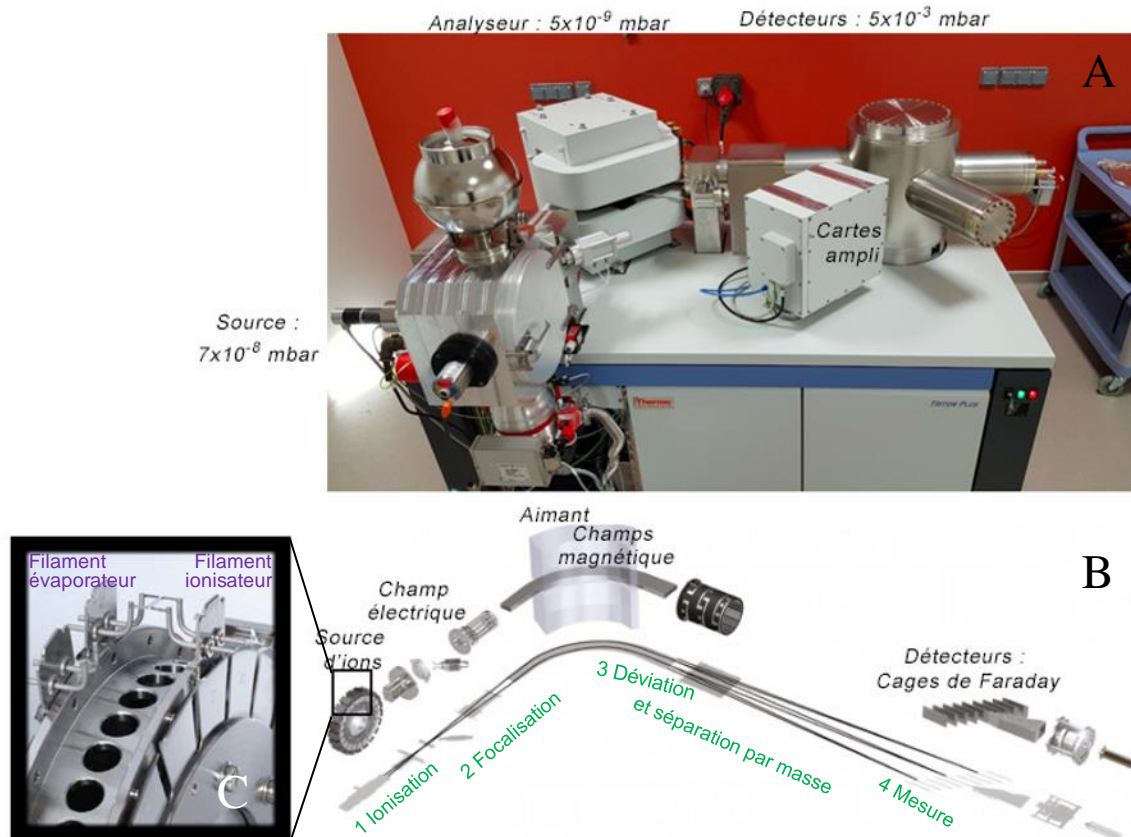 Analyseur : 5x10⁻⁹ mbar
Détecteurs : 5x10⁻³ mbar
A
Cartes
ampli
Source :
7x10⁻⁸ mbar
Thermo
TRITON PLUS
Aimant
Champs
magnétique
B
Filament
évaporateur
Filament
ionisateur
Champ
électrique
Source
d'ions
Détecteurs :
Cages de Faraday
3 Déviation
et séparation par masse
2 Focalisation
1 Ionisation
4 Mesure
C